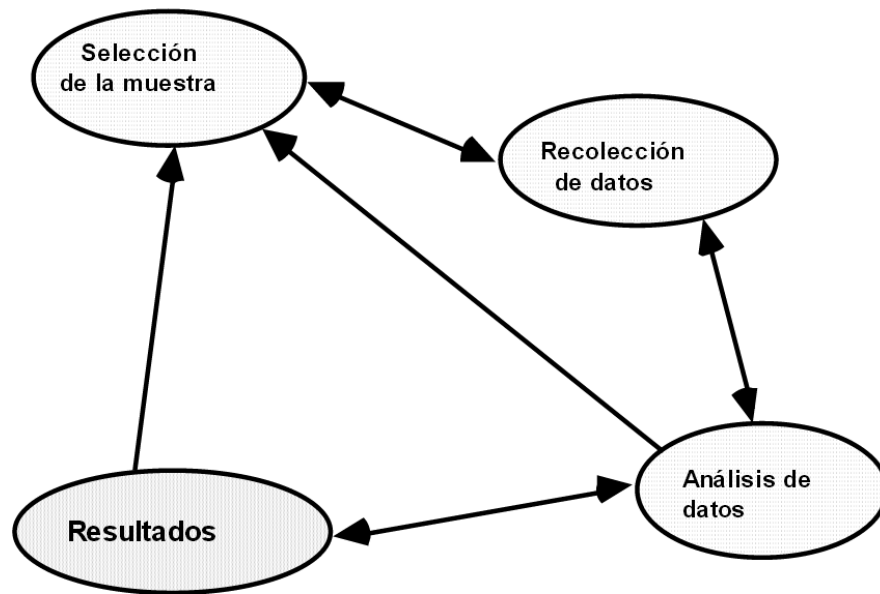 Selección
de la muestra
Recolección
de datos
Análisis de
datos
Resultados